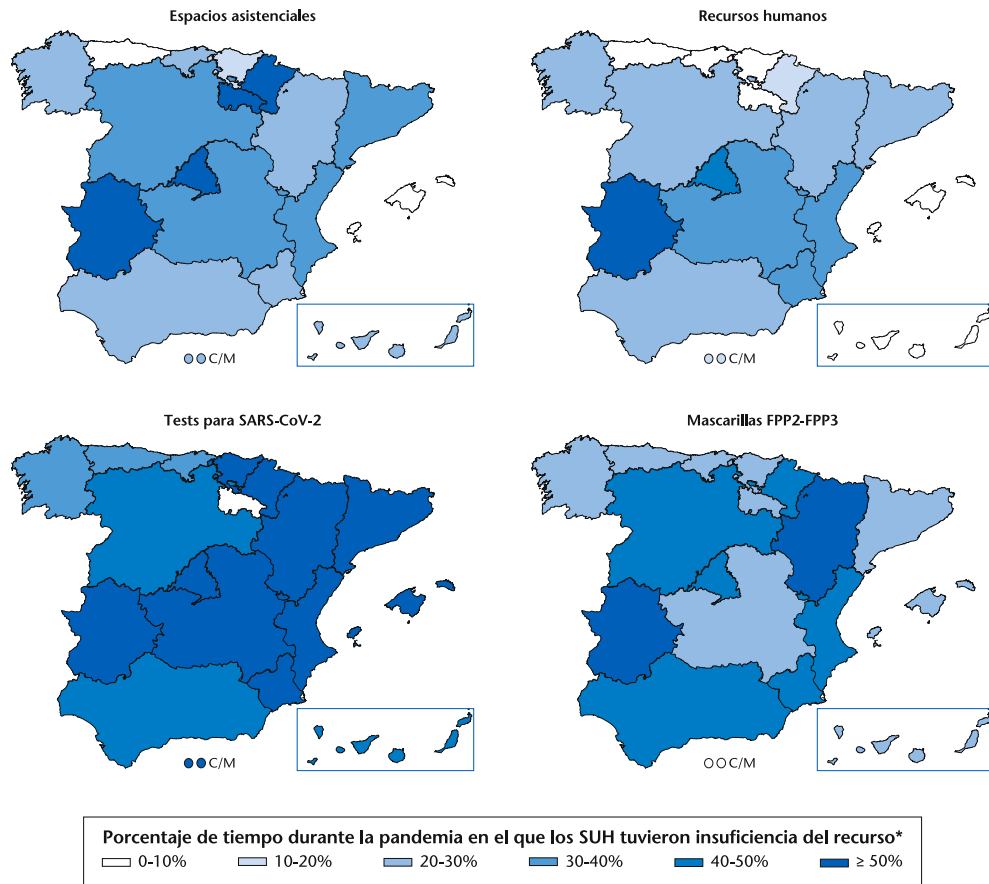 Espacios asistenciales
Recursos humanos
C/M
C/M
Tests para SARS-CoV-2
Mascarillas FPP2-FPP3
C/M
C/M
Porcentaje de tiempo durante la pandemia en el que los SUH tuvieron insuficiencia del recurso*
0-10% 10-20% 20-30% 30-40% 40-50% ≥ 50%